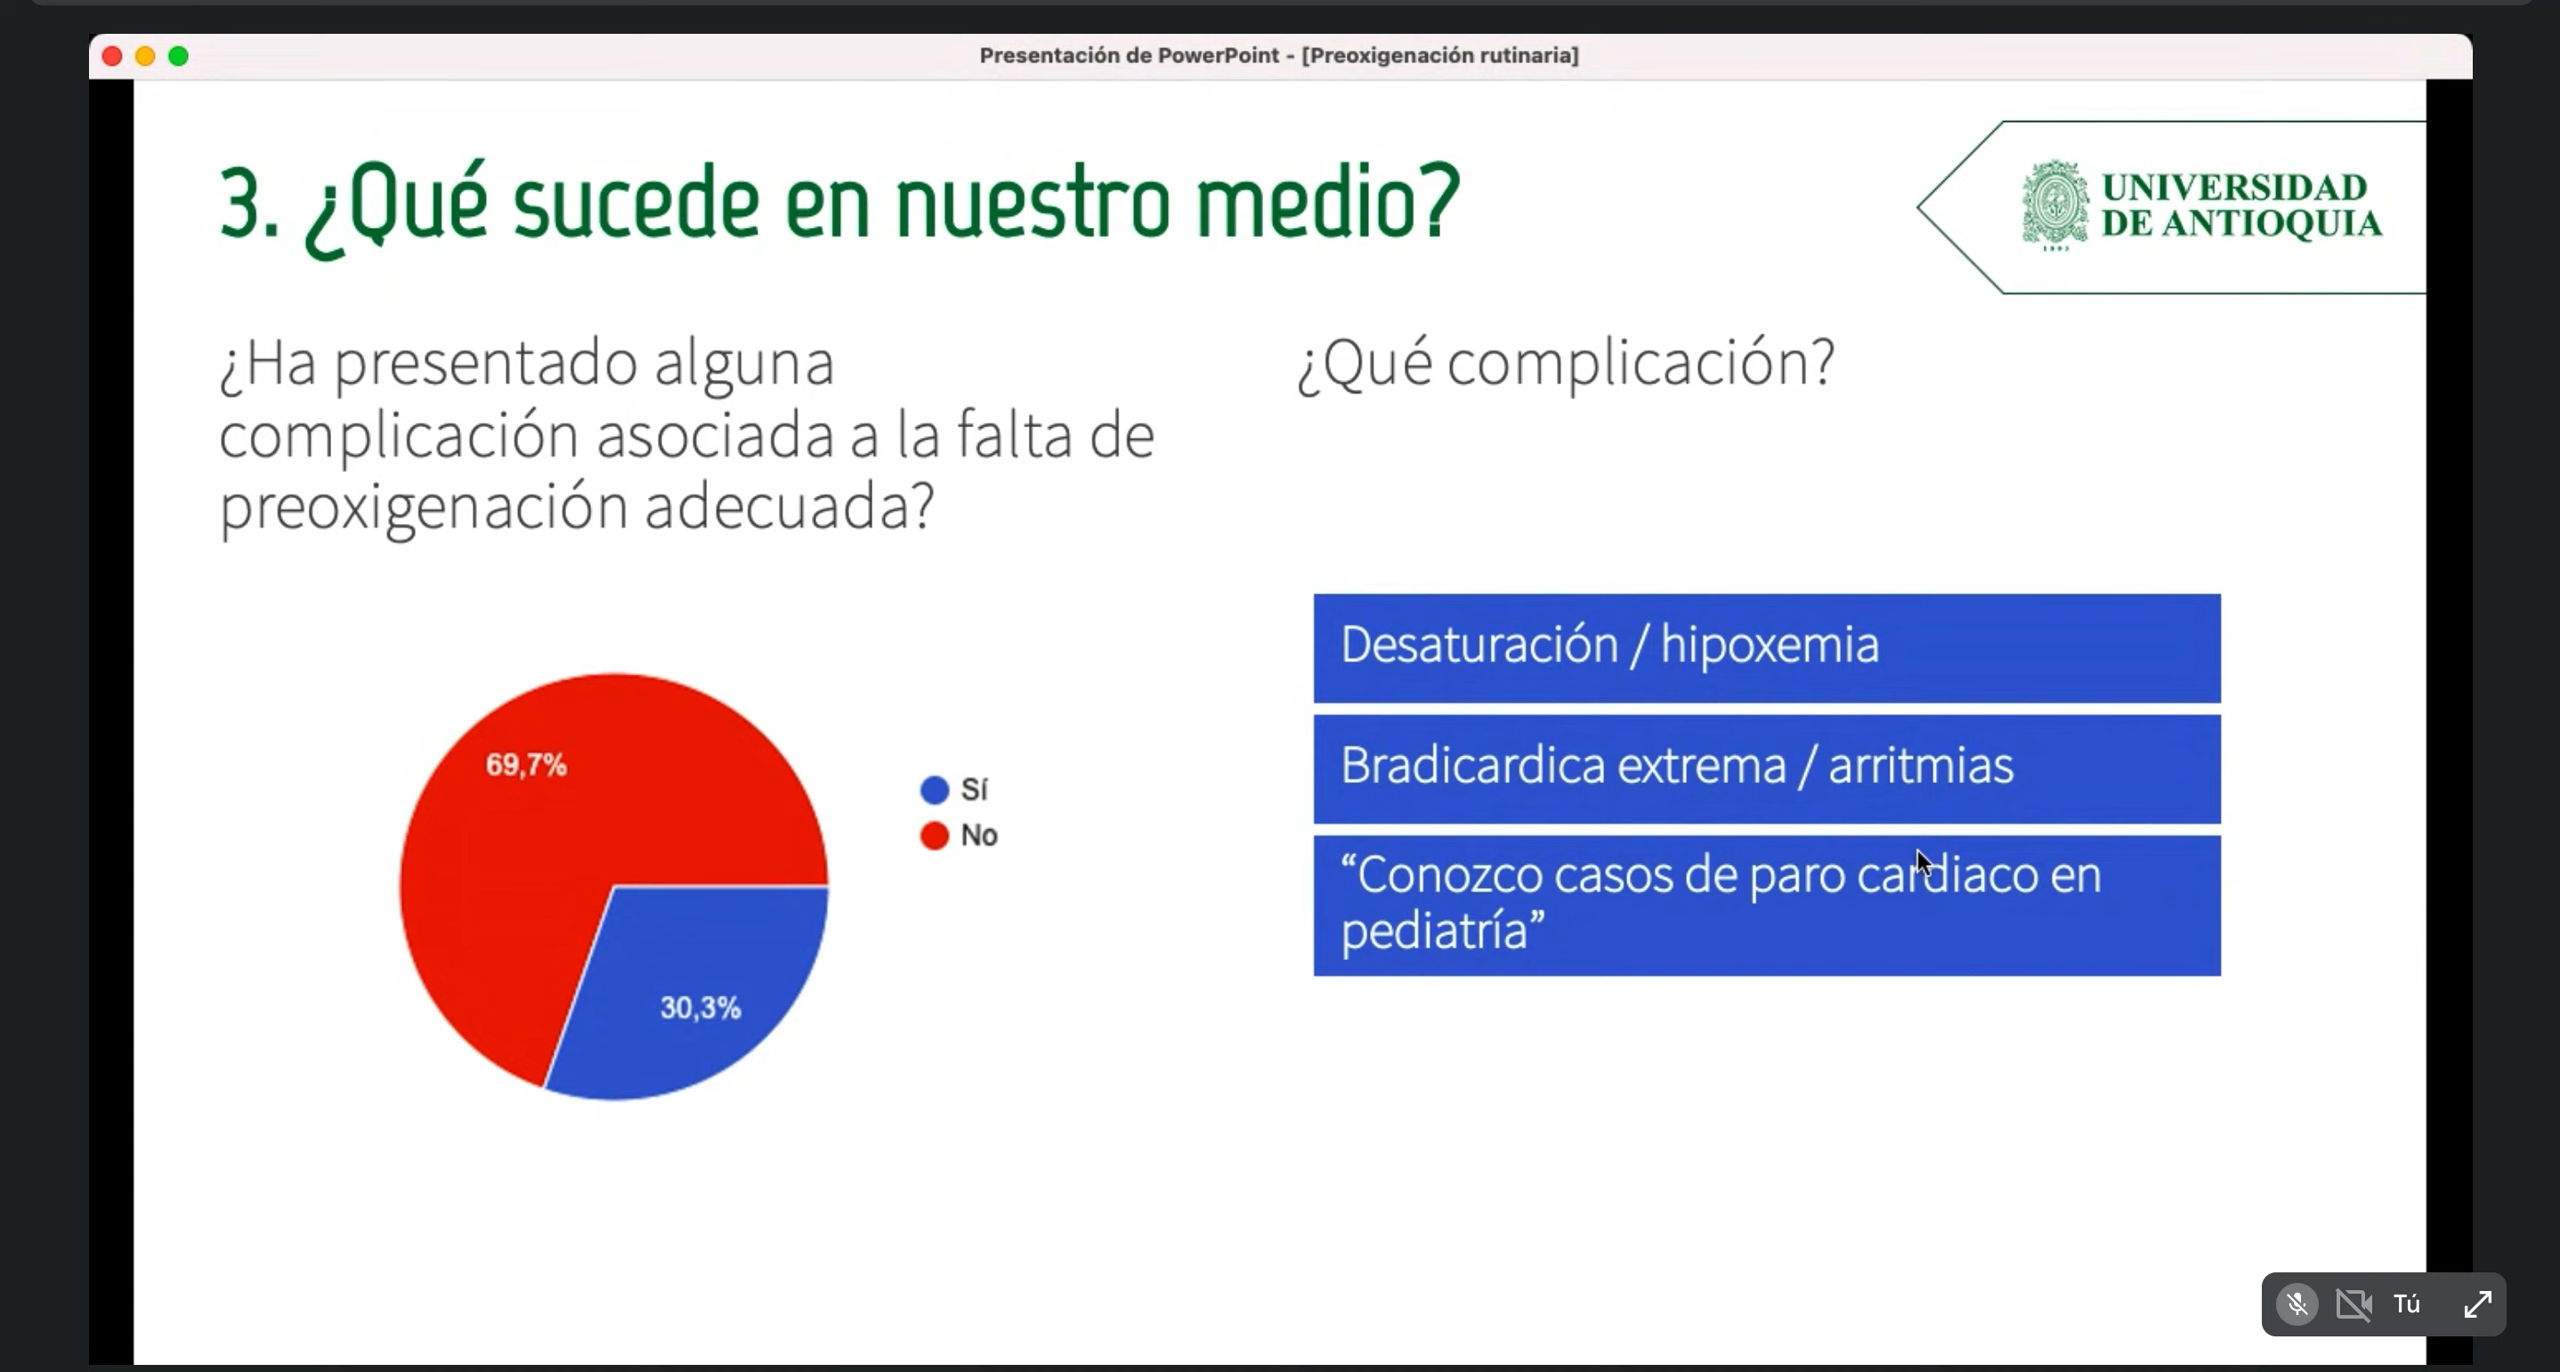 Presentación de PowerPoint - [Preoxigenación rutinaria]
3. ¿Qué sucede en nuestro medio?
UNIVERSIDAD
DE ANTIOQUIA
1803
¿Ha presentado alguna
complicación asociada a la falta de
preoxigenación adecuada?
69,7%
30,3%
Sí
No
¿Qué complicación?
Desaturación / hipoxemia
Bradicardica extrema / arritmias
“Conozco casos de paro cardiaco en
pediatría”
Tú